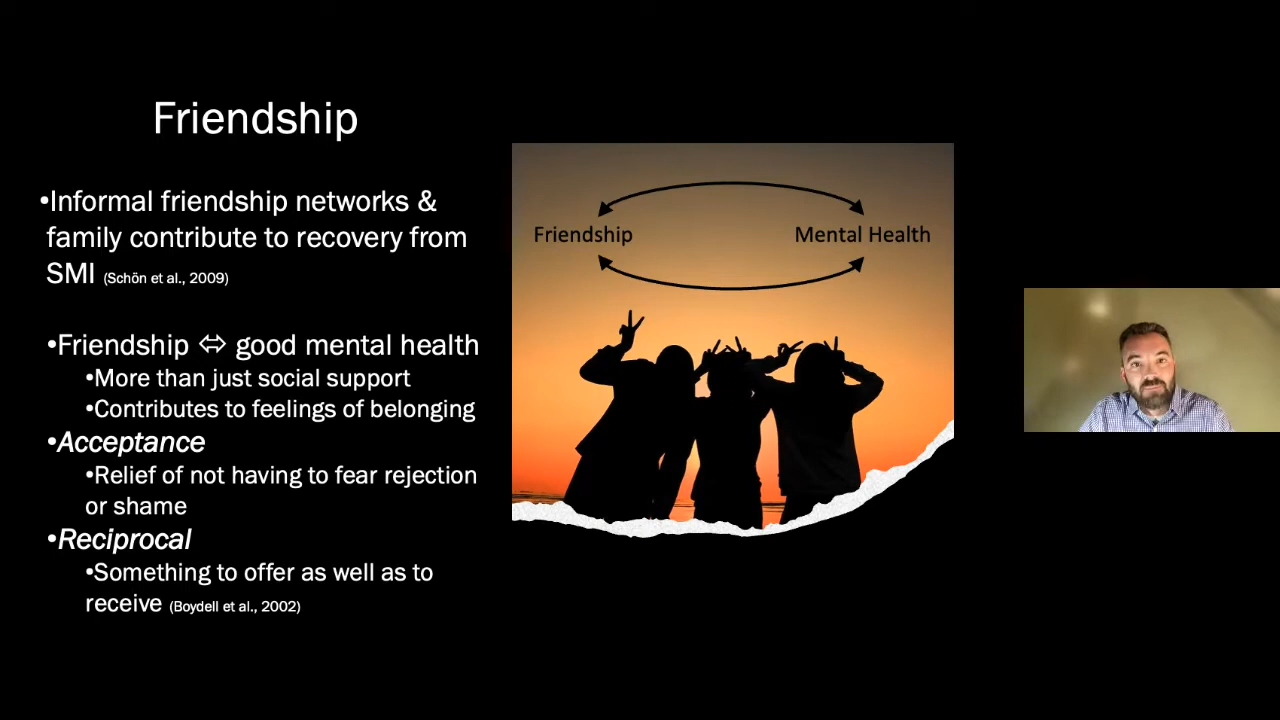 Friendship
•Informal friendship networks &
family contribute to recovery from
SMI (Schön et al., 2009)
•Friendship ⬄ good mental health
•More than just social support
•Contributes to feelings of belonging
•Acceptance
•Relief of not having to fear rejection
or shame
•Reciprocal
•Something to offer as well as to
receive (Boydell et al., 2002)
Friendship
Mental Health